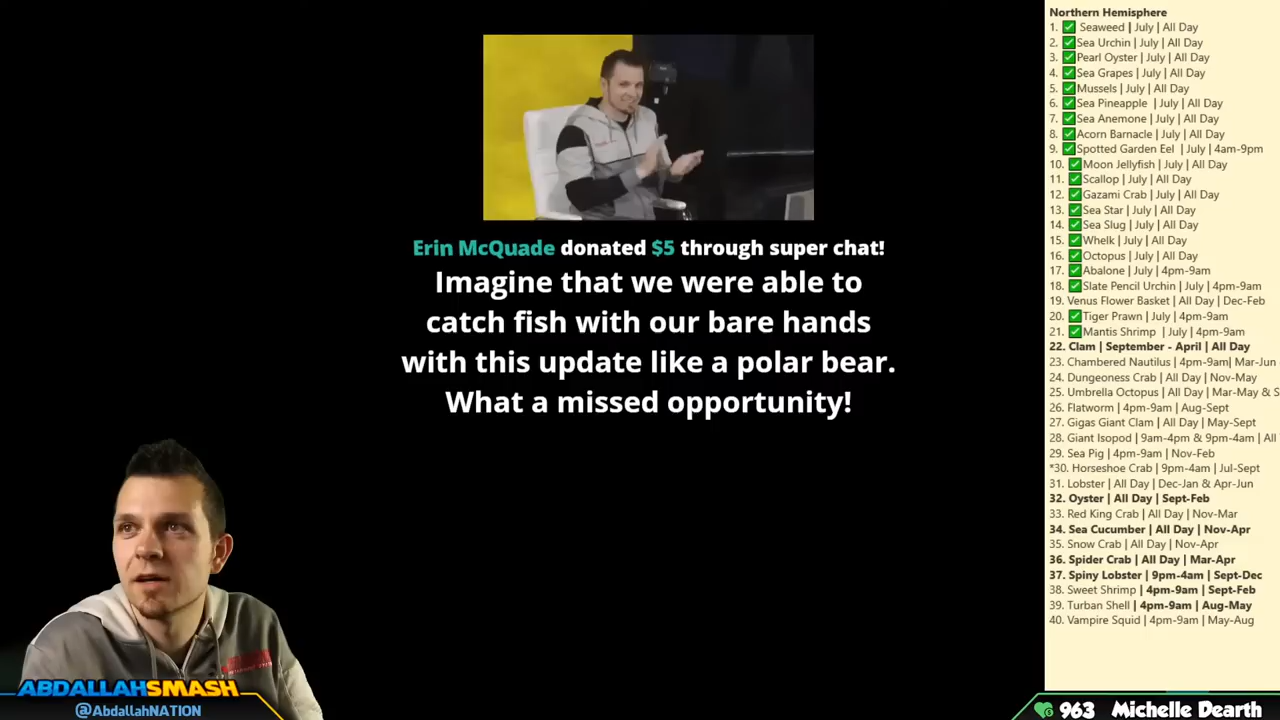 Erin McQuade donated $5 through super chat!
Imagine that we were able to
catch fish with our bare hands
with this update like a polar bear.
What a missed opportunity!
Northern Hemisphere
1. ✅ Seaweed | July | All Day
2. ✅ Sea Urchin | July | All Day
3. ✅ Pearl Oyster | July | All Day
4. ✅ Sea Grapes | July | All Day
5. ✅ Mussels | July | All Day
6. ✅ Sea Pineapple | July | All Day
7. ✅ Sea Anemone | July | All Day
8. ✅ Acorn Barnacle | July | All Day
9. ✅ Spotted Garden Eel | July | 4am-9pm
10. ✅ Moon Jellyfish | July | All Day
11. ✅ Scallop | July | All Day
12. ✅ Gazami Crab | July | All Day
13. ✅ Sea Star | July | All Day
14. ✅ Sea Slug | July | All Day
15. ✅ Whelk | July | All Day
16. ✅ Octopus | July | All Day
17. ✅ Abalone | July | 4pm-9am
18. ✅ Slate Pencil Urchin | July | 4pm-9am
19. Venus Flower Basket | All Day | Dec-Feb
20. ✅ Tiger Prawn | July | 4pm-9am
21. ✅ Mantis Shrimp | July | 4pm-9am
22. Clam | September - April | All Day
23. Chambered Nautilus | 4pm-9am| Mar-Jun
24. Dungeoness Crab | All Day | Nov-May
25. Umbrella Octopus | All Day | Mar-May & S
26. Flatworm | 4pm-9am | Aug-Sept
27. Gigas Giant Clam | All Day | May-Sept
28. Giant Isopod | 9am-4pm & 9pm-4am | All
29. Sea Pig | 4pm-9am | Nov-Feb
*30. Horseshoe Crab | 9pm-4am | Jul-Sept
31. Lobster | All Day | Dec-Jan & Apr-Jun
32. Oyster | All Day | Sept-Feb
33. Red King Crab | All Day | Nov-Mar
34. Sea Cucumber | All Day | Nov-Apr
35. Snow Crab | All Day | Nov-Apr
36. Spider Crab | All Day | Mar-Apr
37. Spiny Lobster | 9pm-4am | Sept-Dec
38. Sweet Shrimp | 4pm-9am | Sept-Feb
39. Turban Shell | 4pm-9am | Aug-May
40. Vampire Squid | 4pm-9am | May-Aug
ABDALLAHSMASH
@AbdallahNATION
963 Michelle Dearth